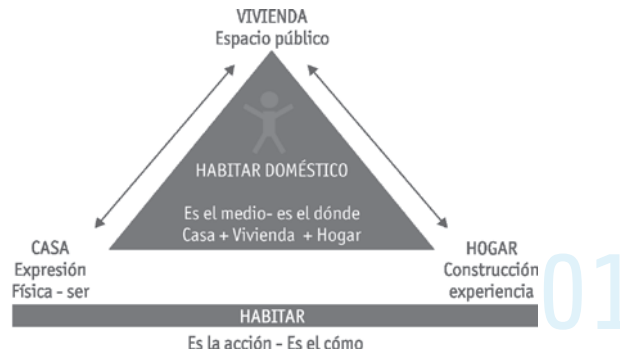 VIVIENDA
Espacio público
HABITAR DOMÉSTICO
Es el medio- es el dónde
Casa + Vivienda + Hogar
CASA
Expresión
Física - ser
HOGAR
Construcción
experiencia
01
HABITAR
Es la acción - Es el cómo